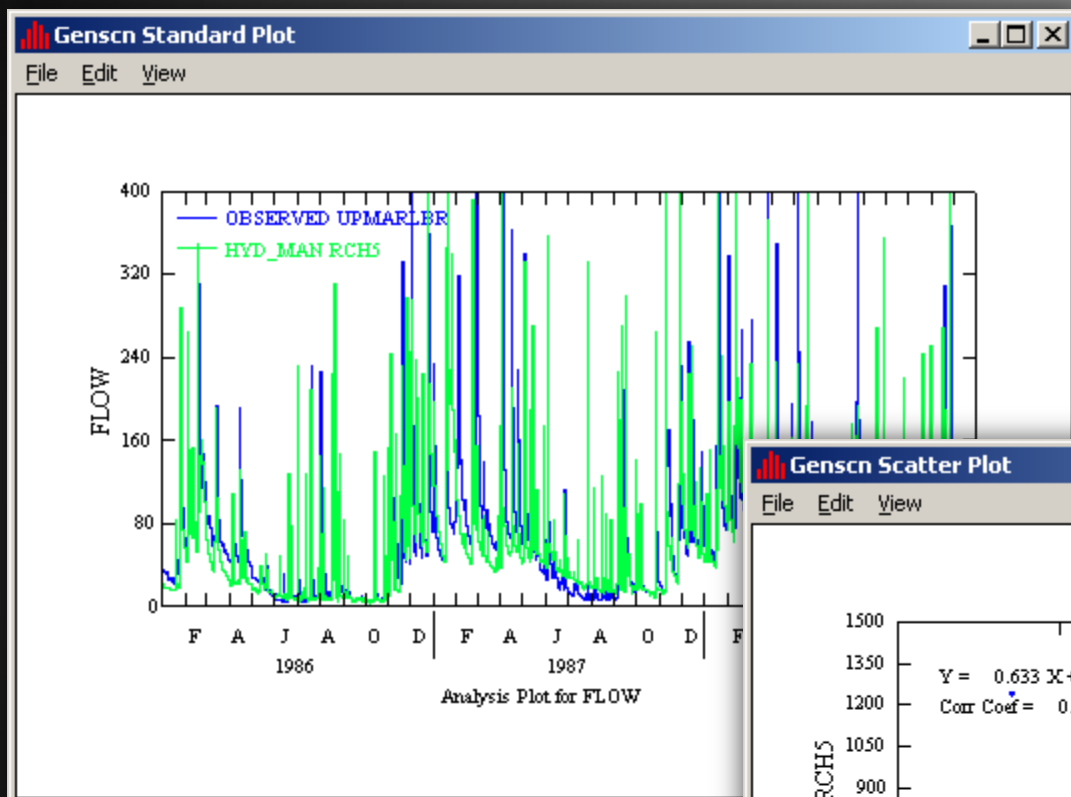 Genscn Standard Plot
File Edit View
400
OBSERVED UPMARLBR
HYD_MAN RCH5
320
240
FLOW
160
80
0
F A J A O D F A J A O D F
1986 1987
Analysis Plot for FLOW
Genscn Scatter Plot
File Edit View
1500
1350
Y = 0.633 X +
1200
Corr Coef = 0.
1050
RCH5
900